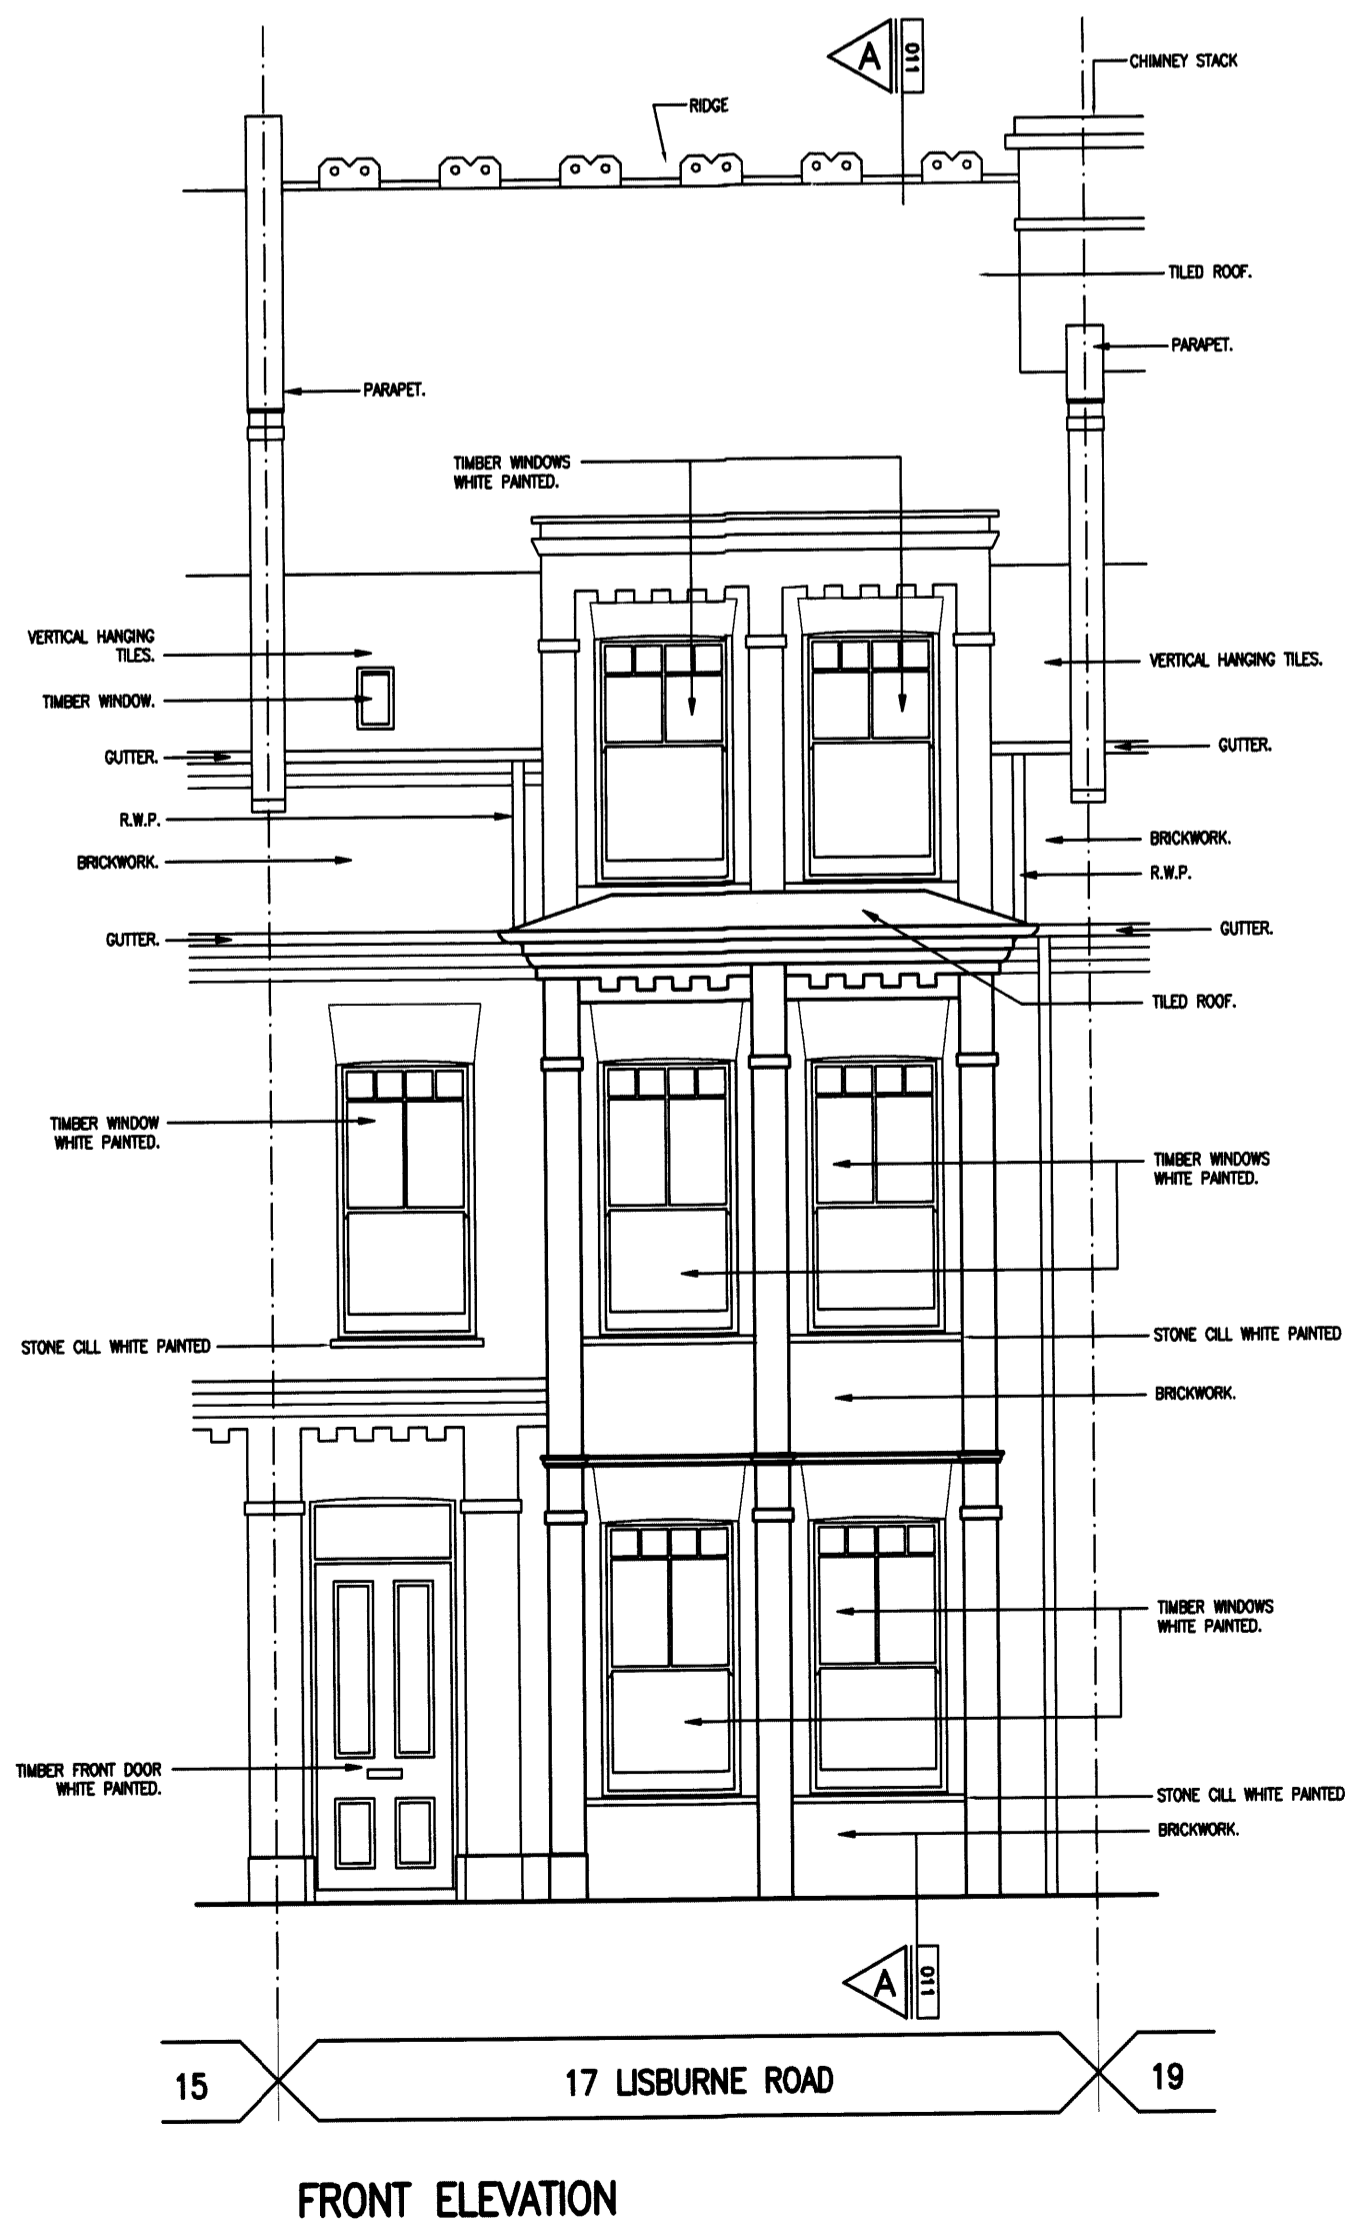 A
011
CHIMNEY STACK
RIDGE
TILED ROOF.
PARAPET.
PARAPET.
TIMBER WINDOWS
WHITE PAINTED.
VERTICAL HANGING
TILES.
VERTICAL HANGING TILES.
TIMBER WINDOW.
GUTTER.
GUTTER.
R.W.P.
BRICKWORK.
BRICKWORK.
R.W.P.
GUTTER.
GUTTER.
TILED ROOF.
TIMBER WINDOW
WHITE PAINTED.
TIMBER WINDOWS
WHITE PAINTED.
STONE CILL WHITE PAINTED
STONE CILL WHITE PAINTED
BRICKWORK.
TIMBER WINDOWS
WHITE PAINTED.
TIMBER FRONT DOOR
WHITE PAINTED.
STONE CILL WHITE PAINTED
BRICKWORK.
A
011
15
17 LISBURNE ROAD
19
FRONT ELEVATION